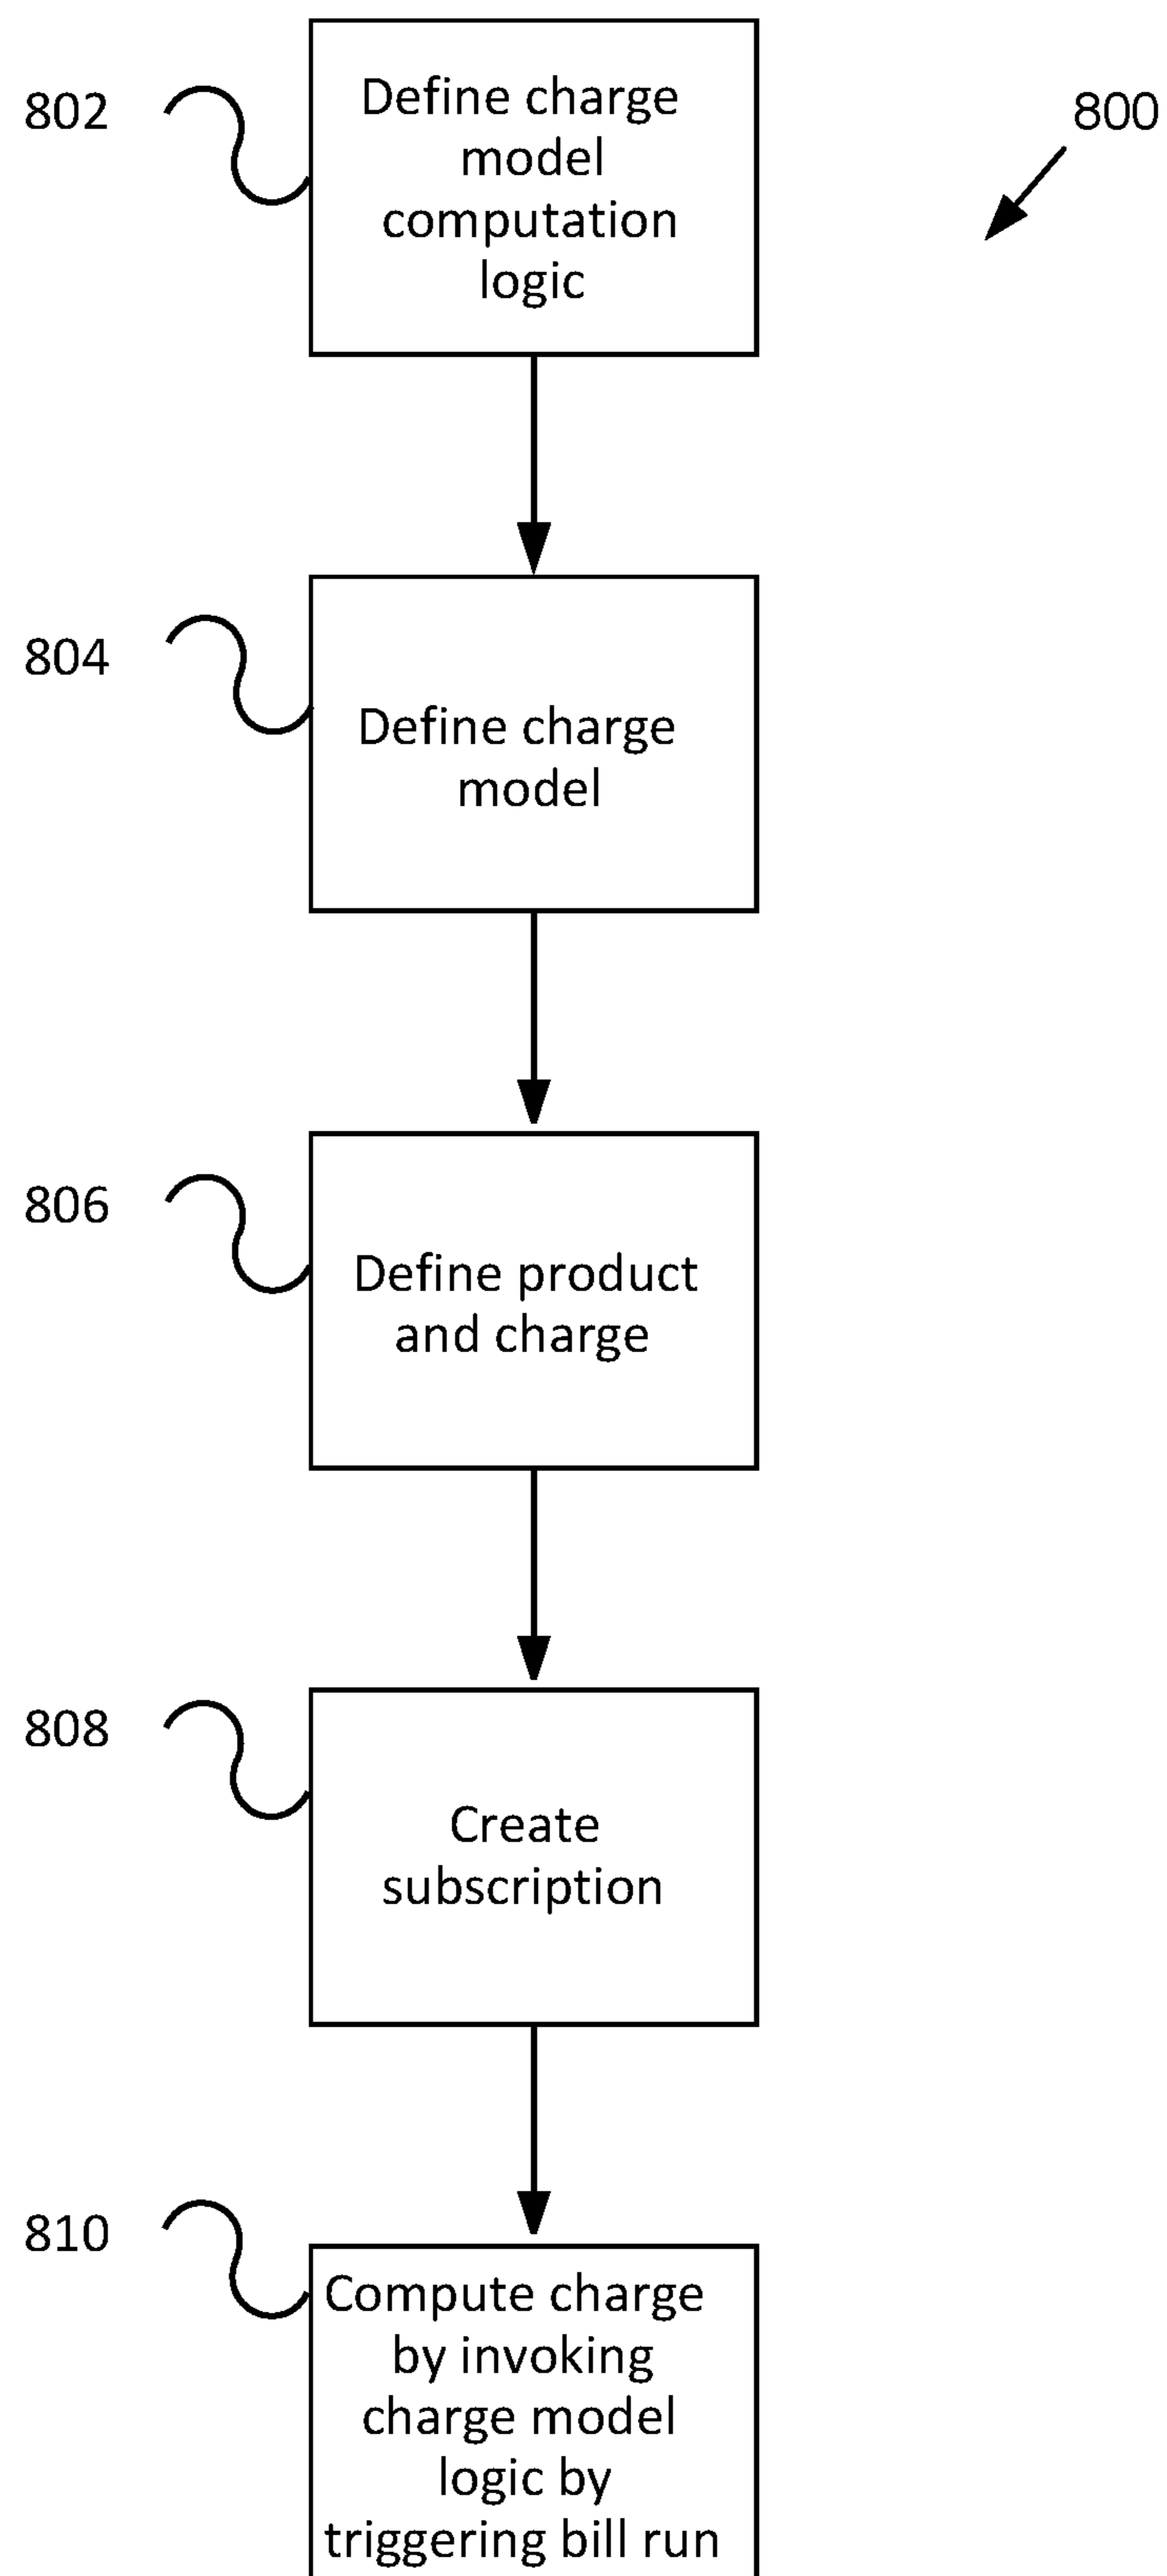 802
Define charge
model
computation
logic
800
804
Define charge
model
806
Define product
and charge
808
Create
subscription
810
Compute charge
by invoking
charge model
logic by
triggering bill run